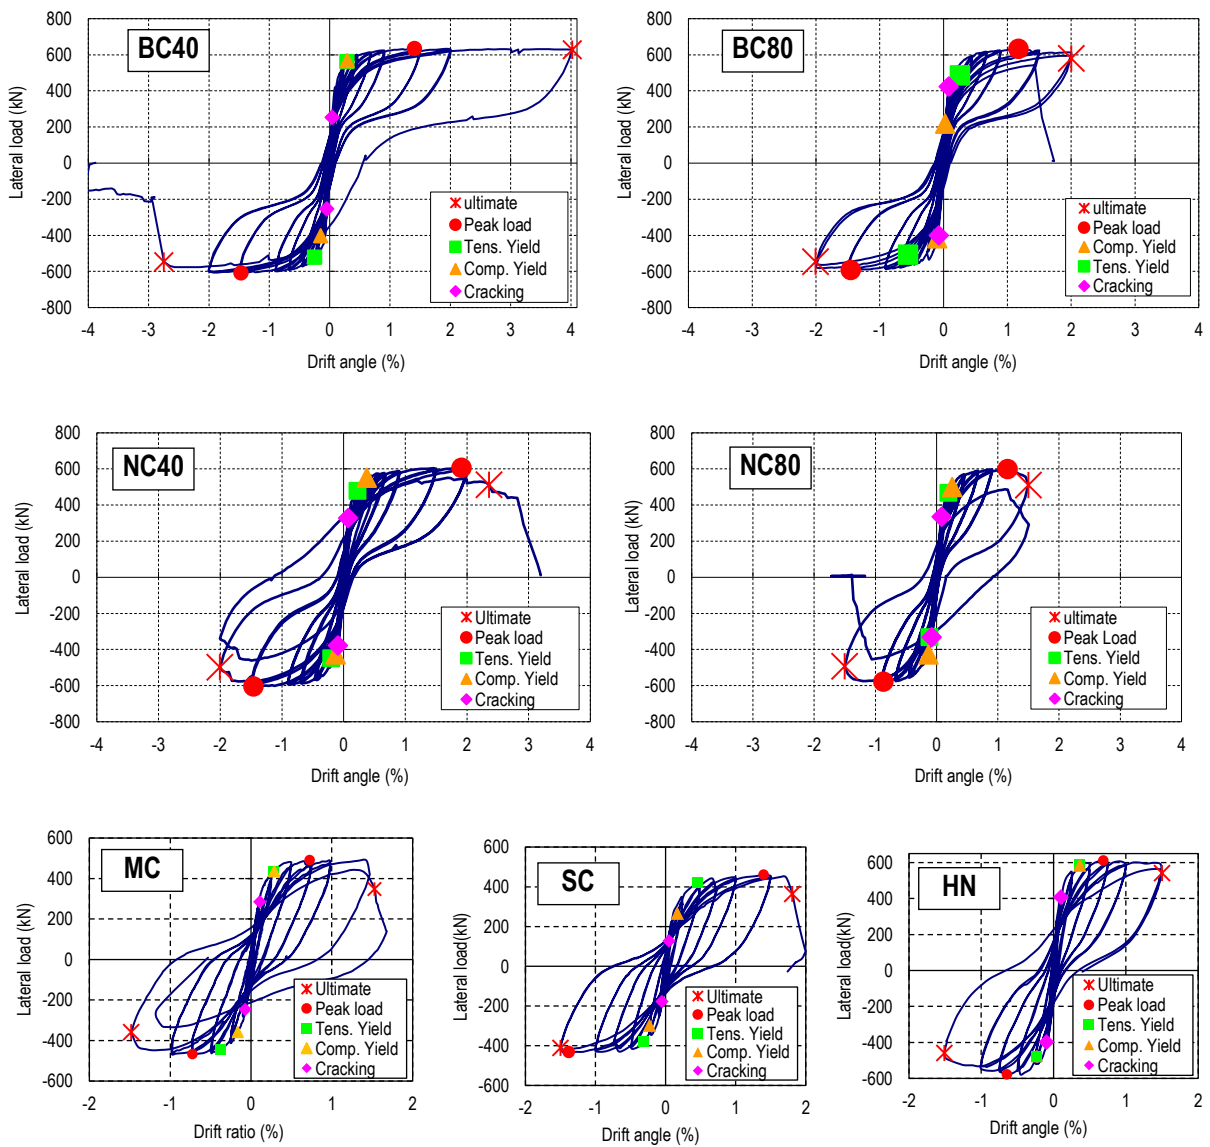 BC40
800
600
400
200
0
-200
-400
-600
-800
-4
-3
-2
-1
0
1
2
3
4
Lateral load (kN)
Drift angle (%)
ultimate
Peak load
Tens. Yield
Comp. Yield
Cracking
BC80
800
600
400
200
0
-200
-400
-600
-800
-4
-3
-2
-1
0
1
2
3
4
Lateral load (kN)
Drift angle (%)
ultimate
Peak load
Comp. Yield
Tens. Yield
Cracking
NC40
800
600
400
200
0
-200
-400
-600
-800
-4
-3
-2
-1
0
1
2
3
4
Lateral load (kN)
Drift angle (%)
Ultimate
Peak load
Tens. Yield
Comp. Yield
Cracking
NC80
800
600
400
200
0
-200
-400
-600
-800
-4
-3
-2
-1
0
1
2
3
4
Lateral load (kN)
Drift angle (%)
ultimate
Peak Load
Tens. Yield
Comp. Yield
Cracking
MC
600
400
200
0
-200
-400
-600
-2
-1
0
1
2
Lateral load (kN)
Drift ratio (%)
Ultimate
Peak load
Tens. Yield
Comp. Yield
Cracking
SC
600
400
200
0
-200
-400
-600
-2
-1
0
1
2
Lateral load(kN)
Drift angle (%)
Ultimate
Peak load
Tens. Yield
Comp. Yield
Cracking
HN
600
400
200
0
-200
-400
-600
-2
-1
0
1
2
Lateral load(kN)
Drift angle (%)
Ultimate
Peak load
Tens. Yield
Comp. Yield
Cracking